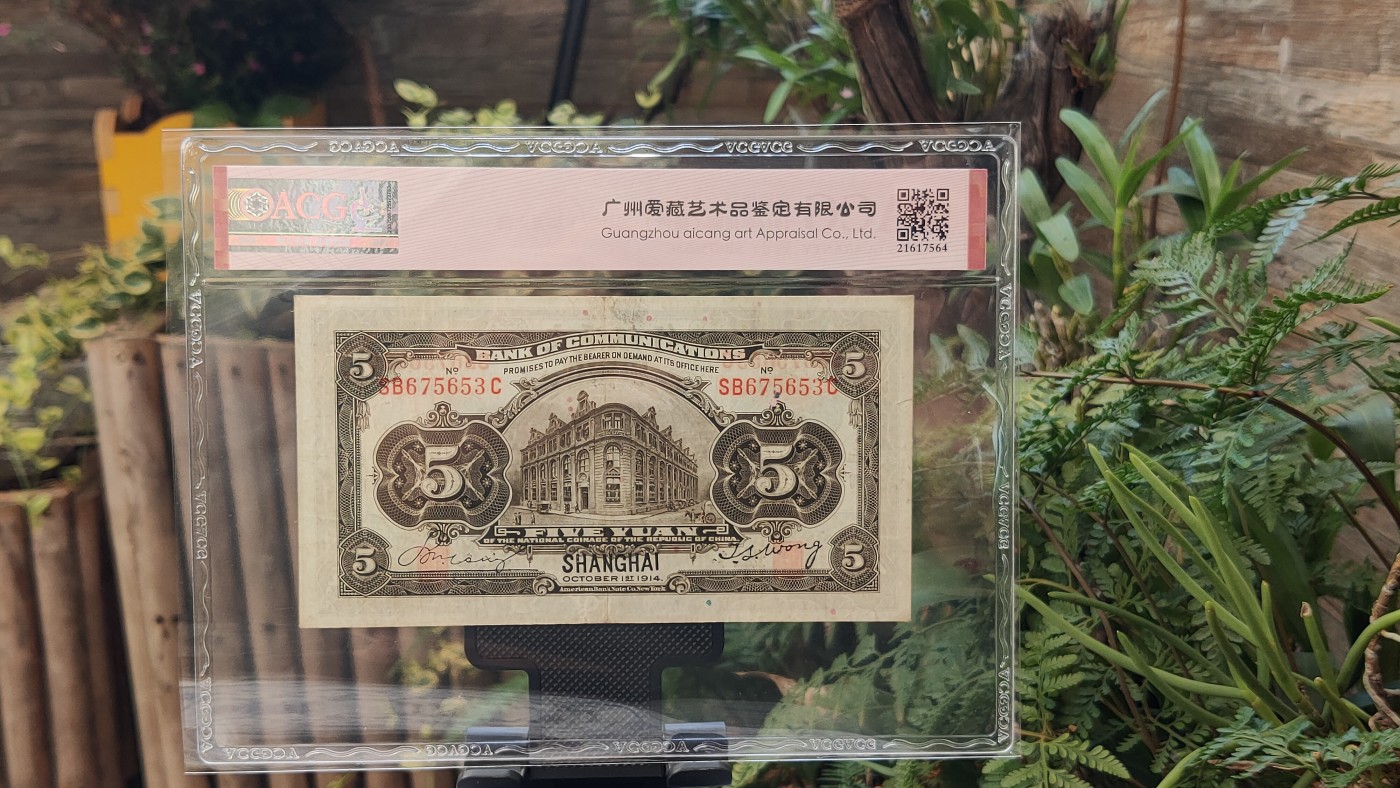 ACG
广州爱藏艺术品鉴定有限公司
Guangzhou aicang art Appraisal Co., Ltd.
21617564
5 BANK OF COMMUNICATIONS 5
PROMISES TO PAY THE BEARER ON DEMAND AT ITS OFFICE HERE
No No
SB675653C SB675653C
5 5
FIVE YUAN
OF THE NATIONAL COINAGE OF THE REPUBLIC OF CHINA.
5 SHANGHAI S.Wong 5
OCTOBER 1ST 1914.
American Bank Note Co. New York